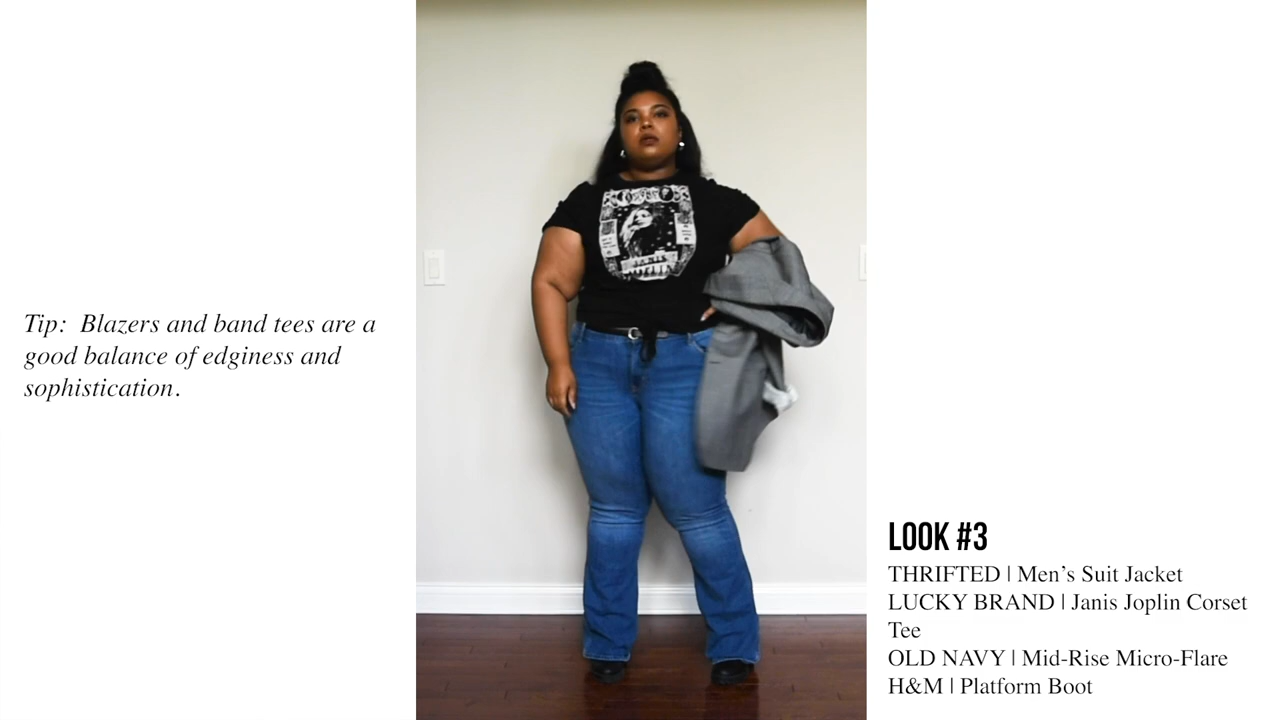 Tip:  Blazers and band tees are a
good balance of edginess and
sophistication.
LOOK #3
THRIFTED | Men’s Suit Jacket
LUCKY BRAND | Janis Joplin Corset
Tee
OLD NAVY | Mid-Rise Micro-Flare
H&M | Platform Boot